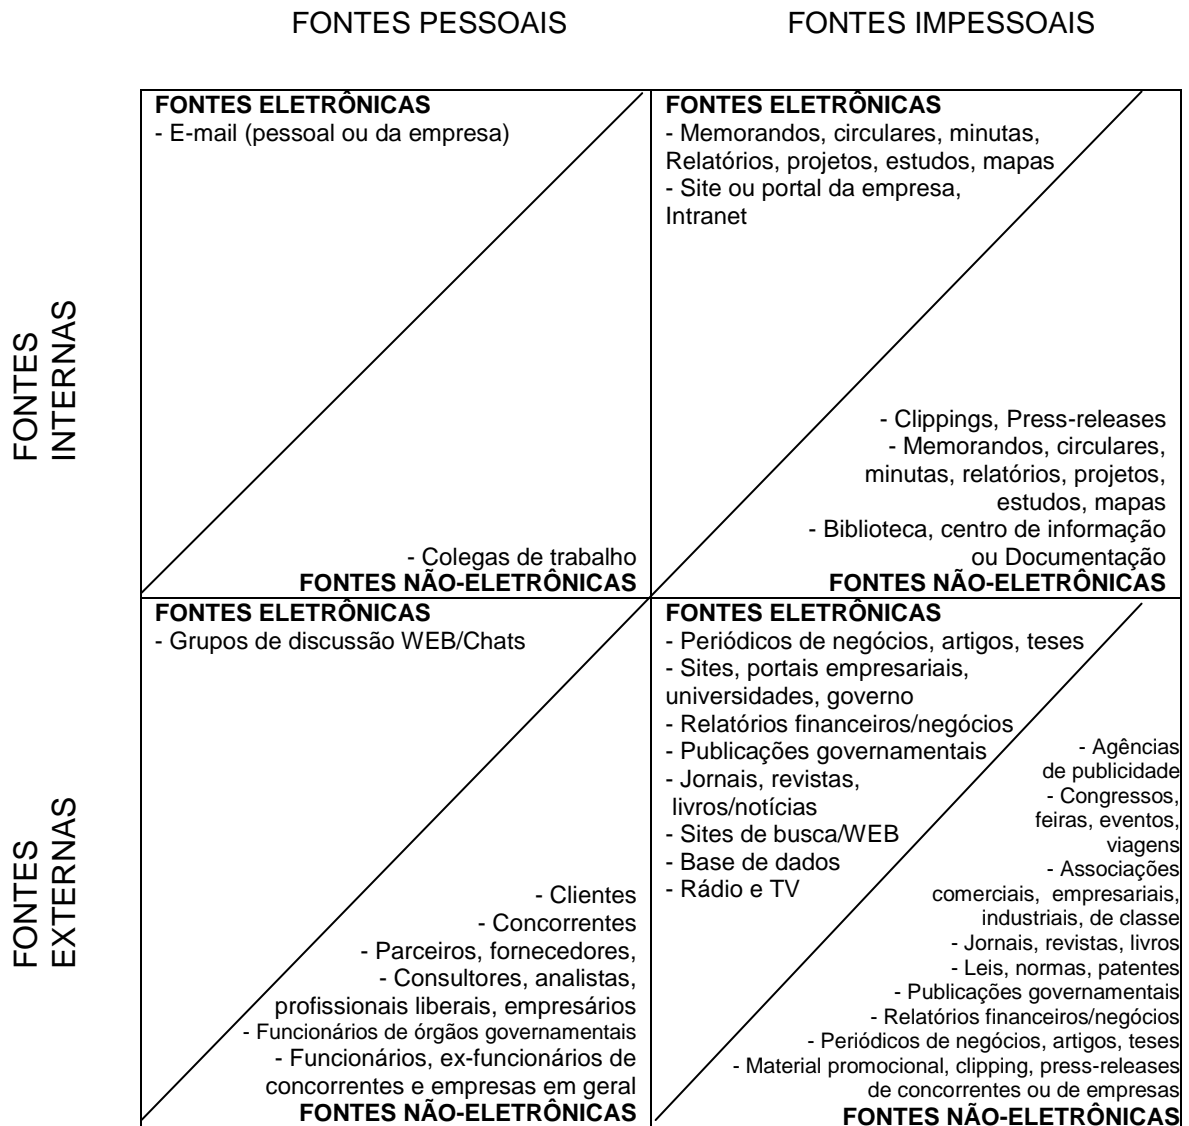 FONTES PESSOAIS
FONTES IMPESSOAIS
FONTES
INTERNAS
FONTES ELETRÔNICAS
- E-mail (pessoal ou da empresa)
- Colegas de trabalho
FONTES NÃO-ELETRÔNICAS
FONTES ELETRÔNICAS
- Memorandos, circulares, minutas,
Relatórios, projetos, estudos, mapas
- Site ou portal da empresa,
Intranet
- Clippings, Press-releases
- Memorandos, circulares,
minutas, relatórios, projetos,
estudos, mapas
- Biblioteca, centro de informação
ou Documentação
FONTES NÃO-ELETRÔNICAS
FONTES
EXTERNAS
FONTES ELETRÔNICAS
- Grupos de discussão WEB/Chats
- Clientes
- Concorrentes
- Parceiros, fornecedores,
- Consultores, analistas,
profissionais liberais, empresários
- Funcionários de órgãos governamentais
- Funcionários, ex-funcionários de
concorrentes e empresas em geral
FONTES NÃO-ELETRÔNICAS
FONTES ELETRÔNICAS
- Periódicos de negócios, artigos, teses
- Sites, portais empresariais,
universidades, governo
- Relatórios financeiros/negócios
- Publicações governamentais
- Jornais, revistas,
livros/notícias
- Sites de busca/WEB
- Base de dados
- Rádio e TV
- Agências
de publicidade
- Congressos,
feiras, eventos,
viagens
- Associações
comerciais, empresariais,
industriais, de classe
- Jornais, revistas, livros
- Leis, normas, patentes
- Publicações governamentais
- Relatórios financeiros/negócios
- Periódicos de negócios, artigos, teses
- Material promocional, clipping, press-releases
de concorrentes ou de empresas
FONTES NÃO-ELETRÔNICAS